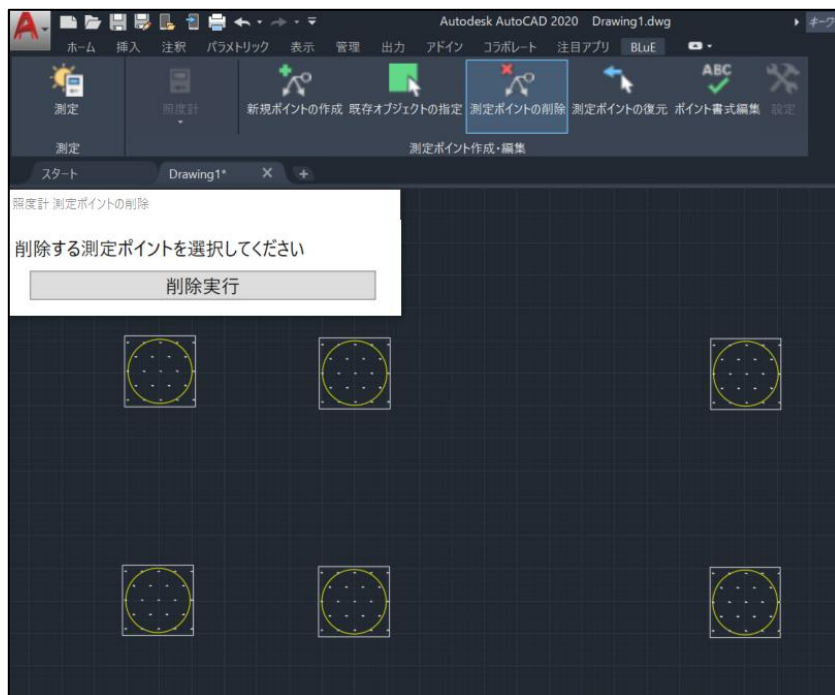 Autodesk AutoCAD 2020 Drawing1.dwg
キーワ
ホーム 挿入 注釈 パラメトリック 表示 管理 出力 アドイン コラボレート 注目アプリ BLuE
ABC
測定 照度計 新規ポイントの作成 既存オブジェクトの指定 測定ポイントの削除 測定ポイントの復元 ポイント書式編集 設定
測定 測定ポイント作成・編集
スタート Drawing1* X +
照度計 測定ポイントの削除
削除する測定ポイントを選択してください
削除実行